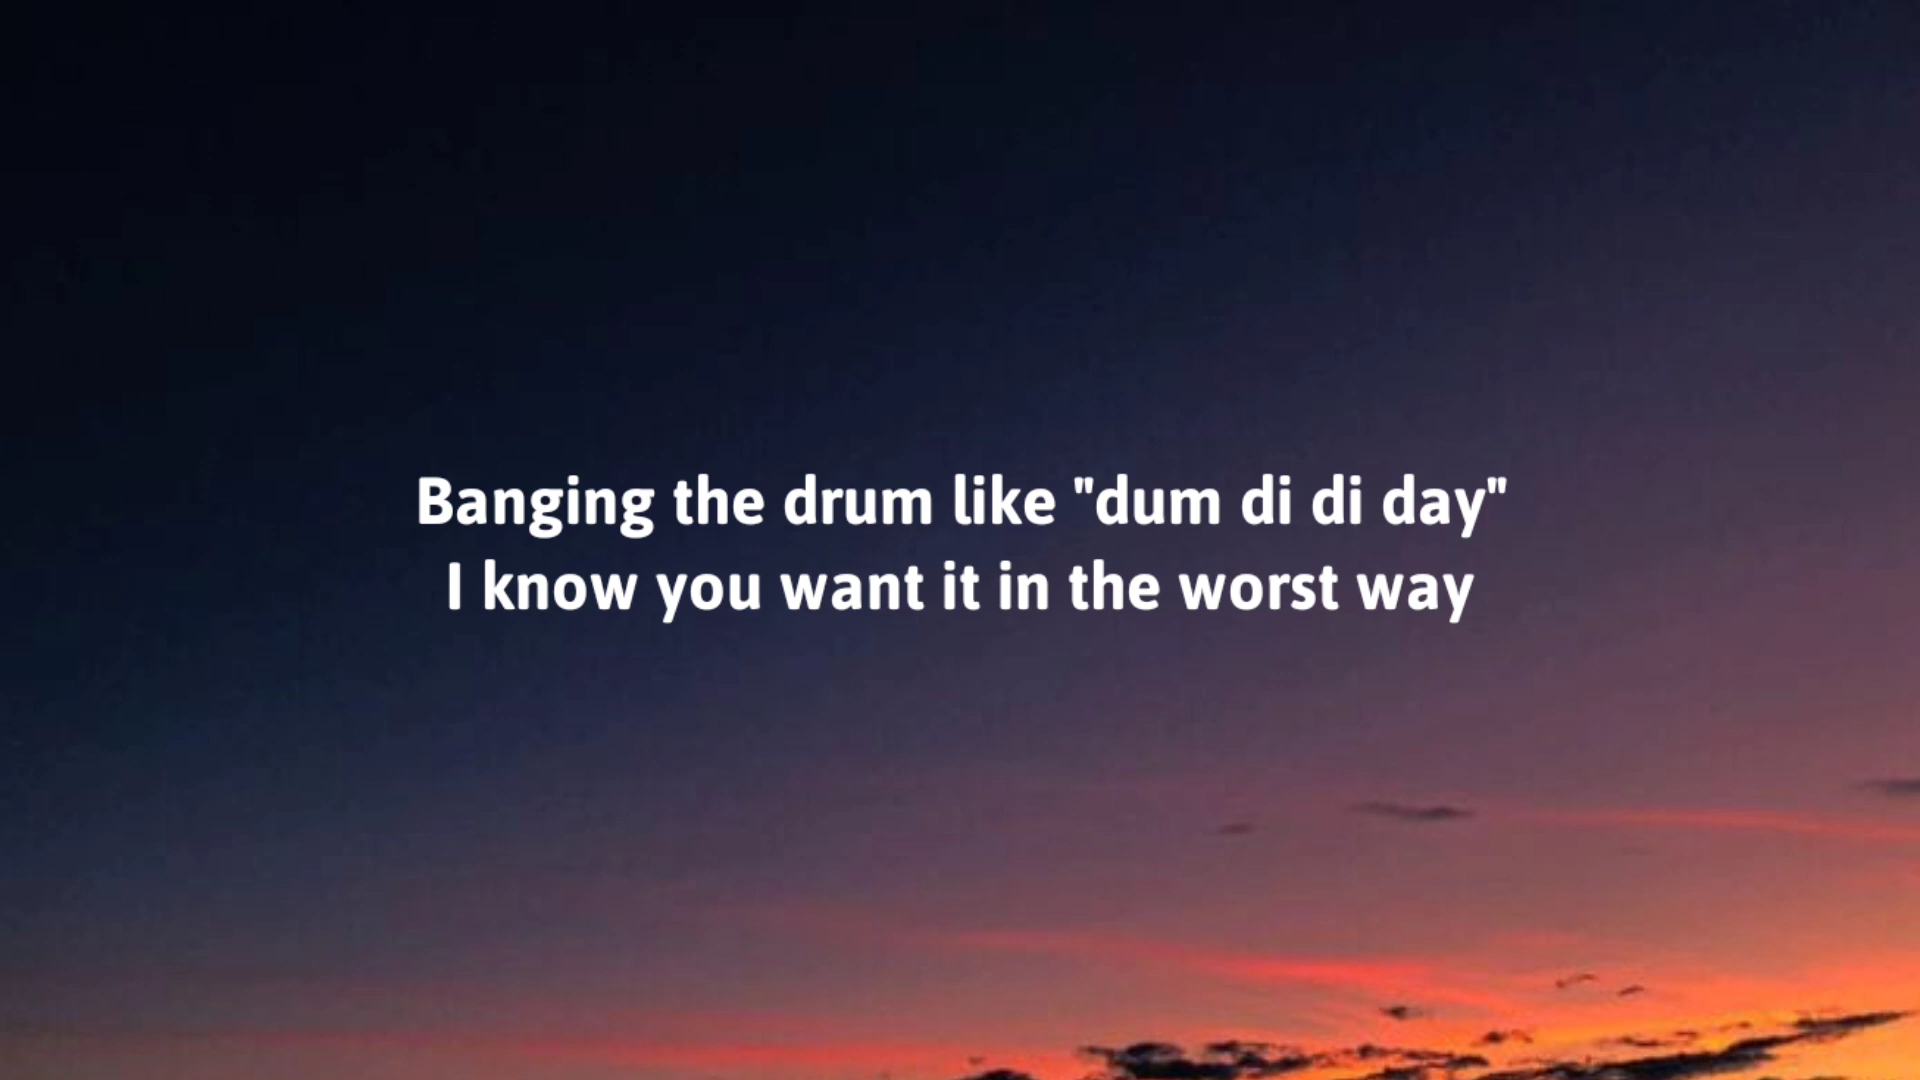 Banging the drum like "dum di di day"
I know you want it in the worst way